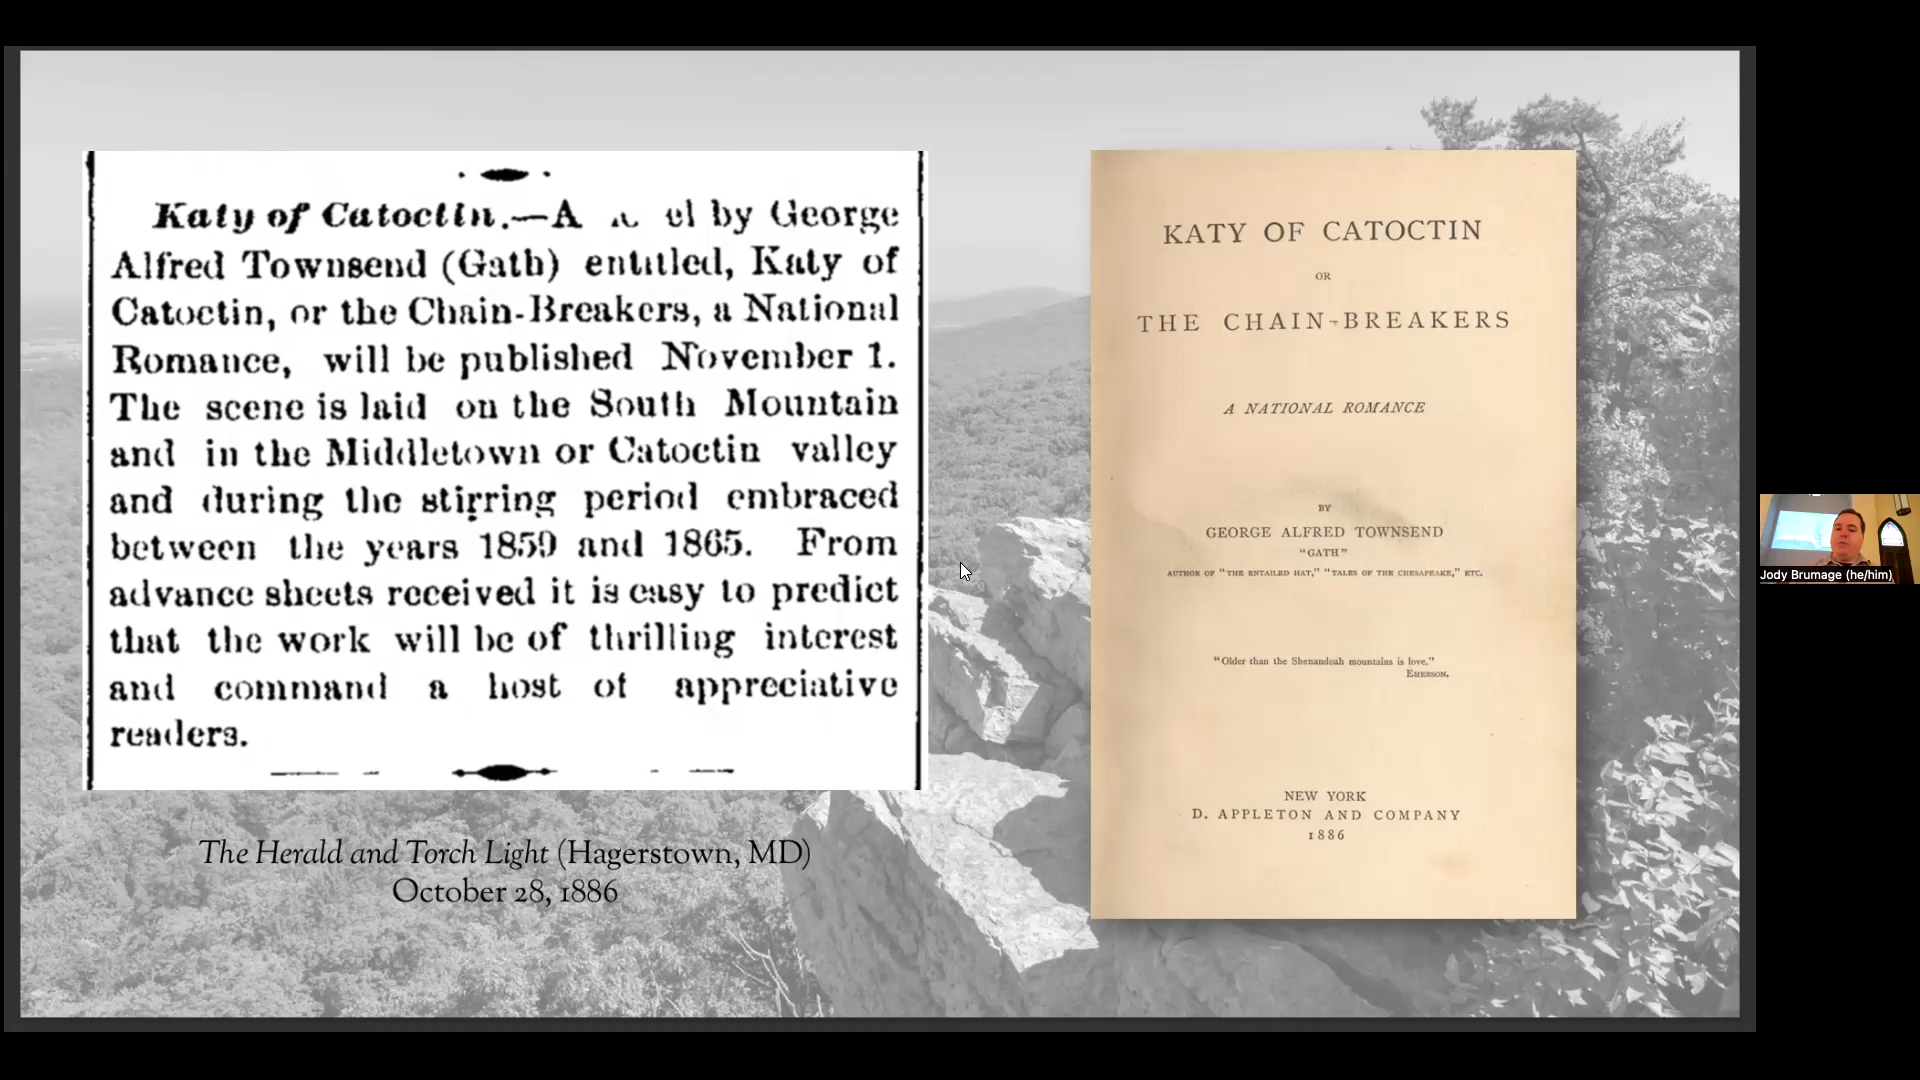 Katy of Catoctin.—A el by George
Alfred Townsend (Gath) entitled, Katy of
Catoctin, or the Chain-Breakers, a National
Romance, will be published November 1.
The scene is laid on the South Mountain
and in the Middletown or Catoctin valley
and during the stirring period embraced
between the years 1859 and 1865. From
advance sheets received it is easy to predict
that the work will be of thrilling interest
and command a host of appreciative
readers.
The Herald and Torch Light (Hagerstown, MD)
October 28, 1886
KATY OF CATOCTIN
OR
THE CHAIN-BREAKERS
A NATIONAL ROMANCE
BY
GEORGE ALFRED TOWNSEND
"GATH"
AUTHOR OF "THE ENTAILED HAT," "TALES OF THE CHESAPEAKE," ETC.
"Older than the Shenandoah mountains is love."
EMERSON.
NEW YORK
D. APPLETON AND COMPANY
1886
Jody Brumage (he/him)